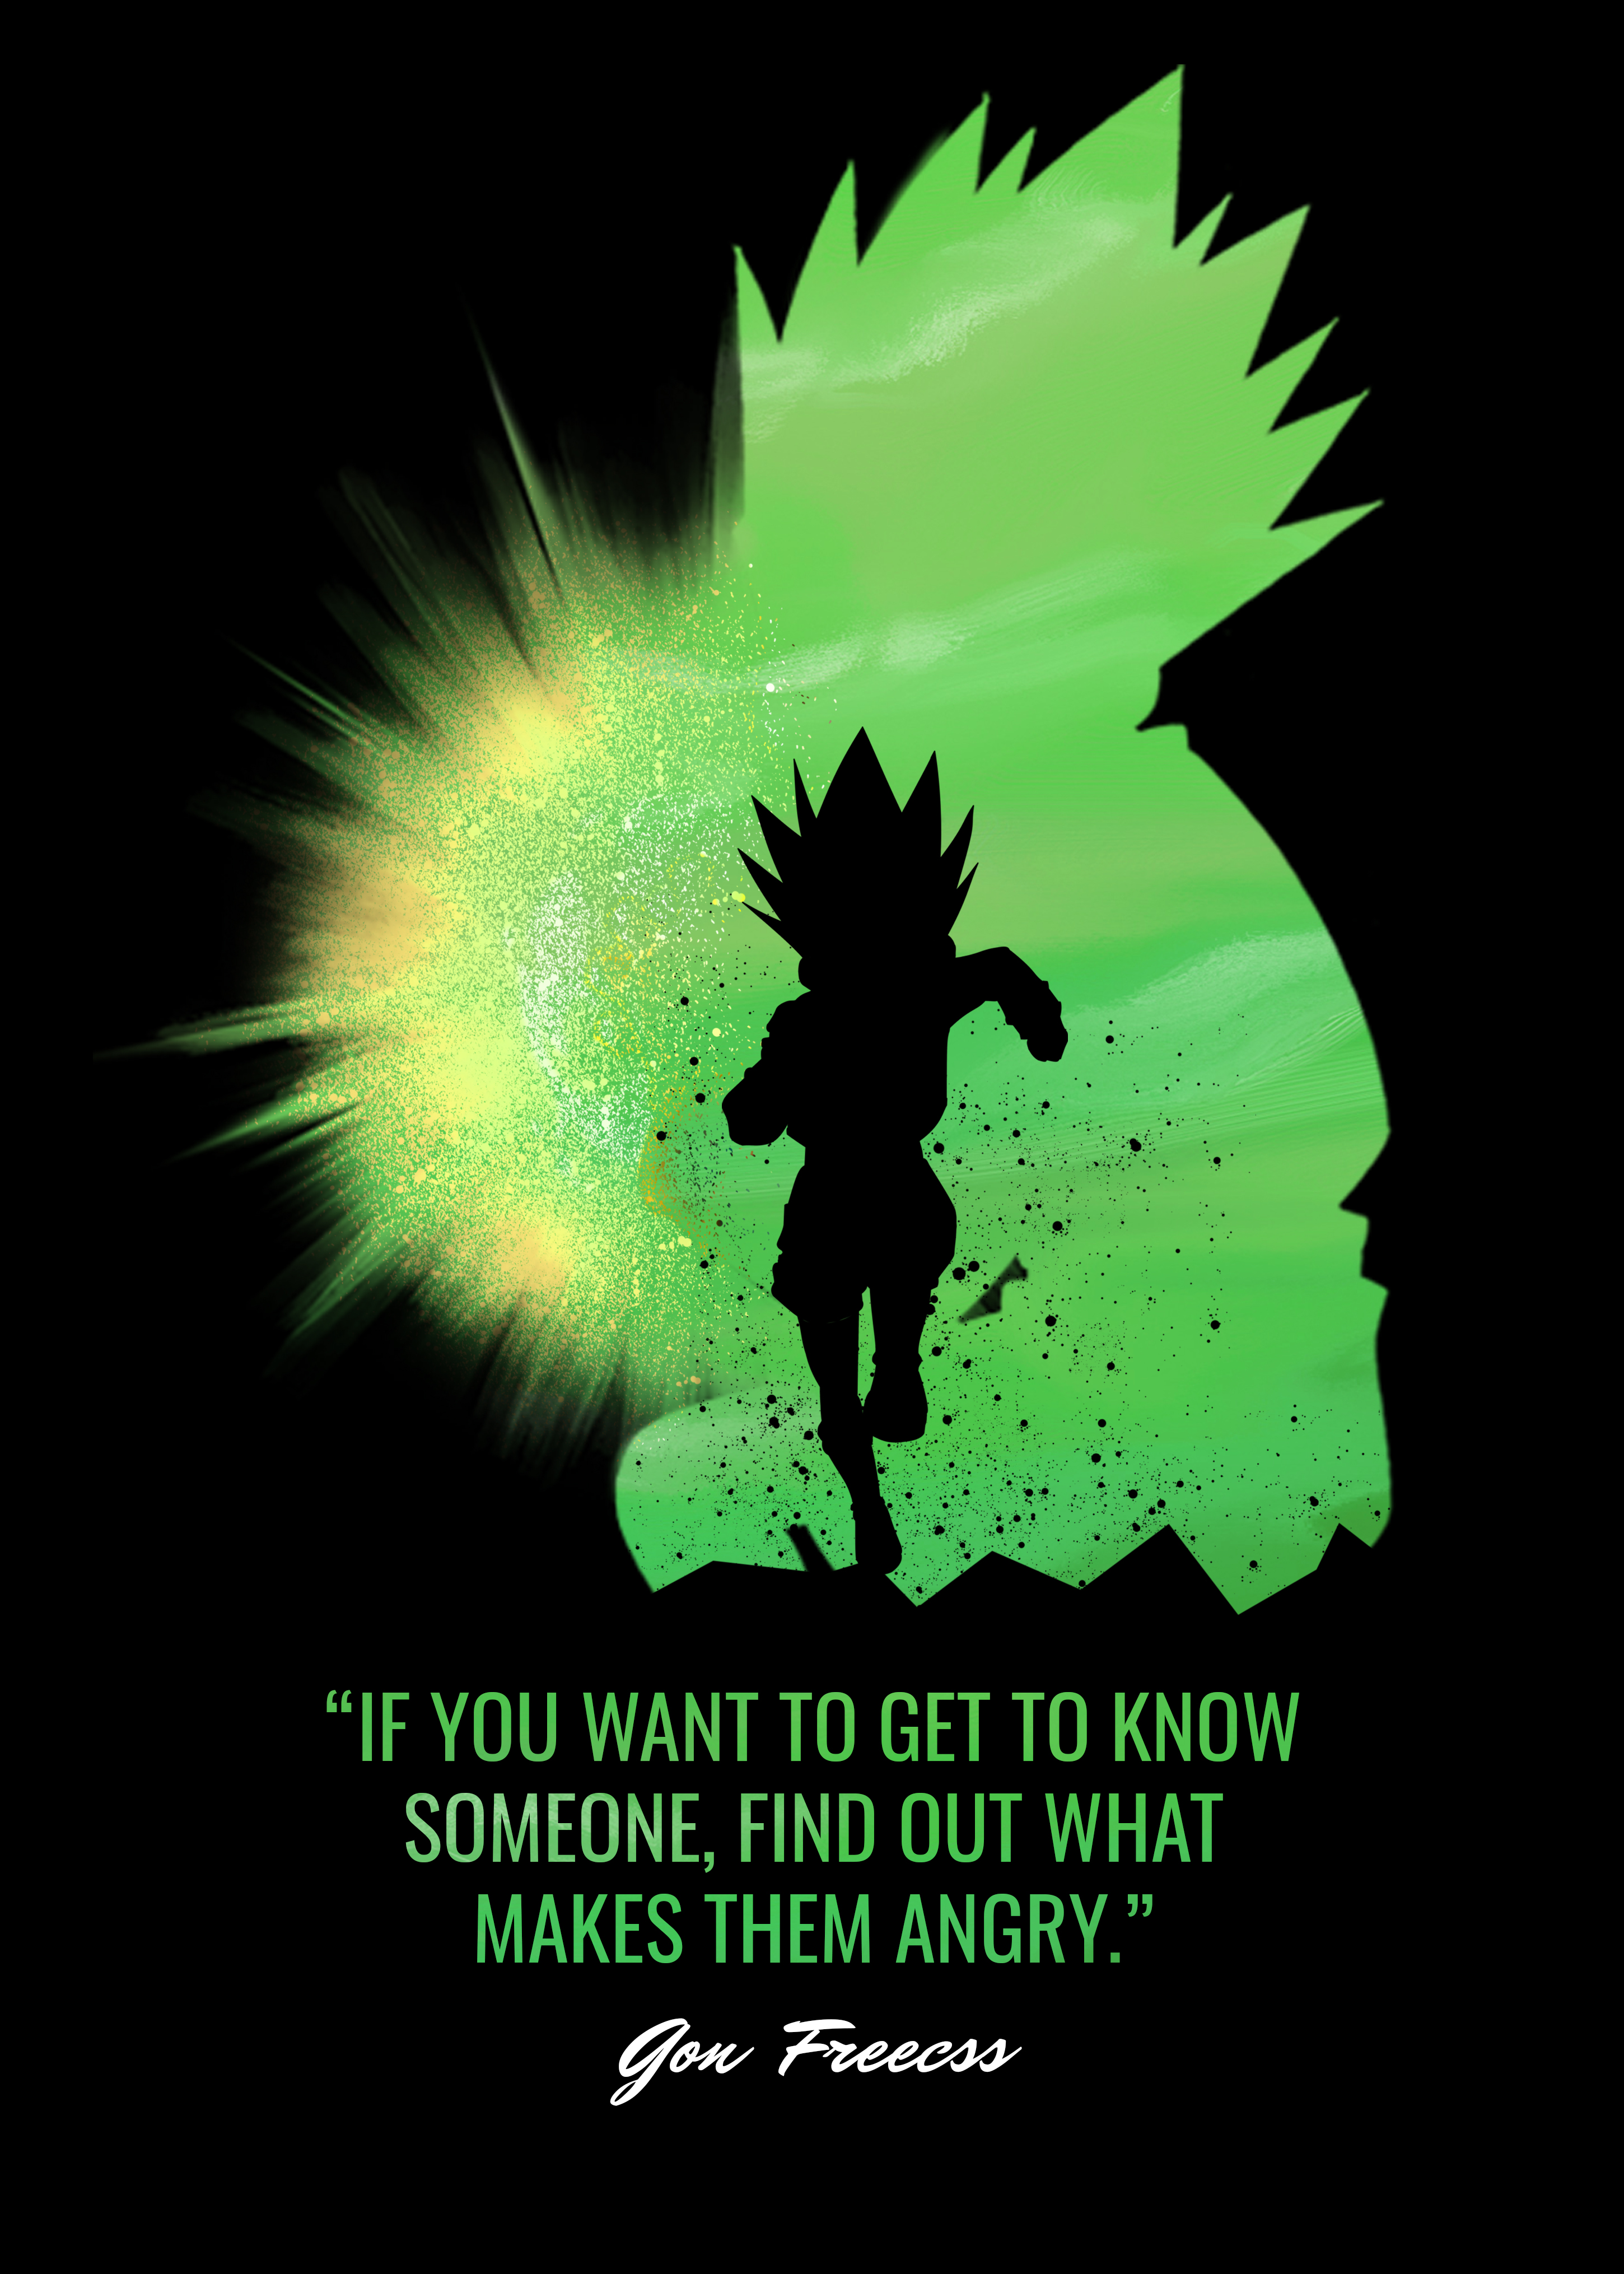 “IF YOU WANT TO GET TO KNOW
SOMEONE, FIND OUT WHAT
MAKES THEM ANGRY.”
Gon Freecss